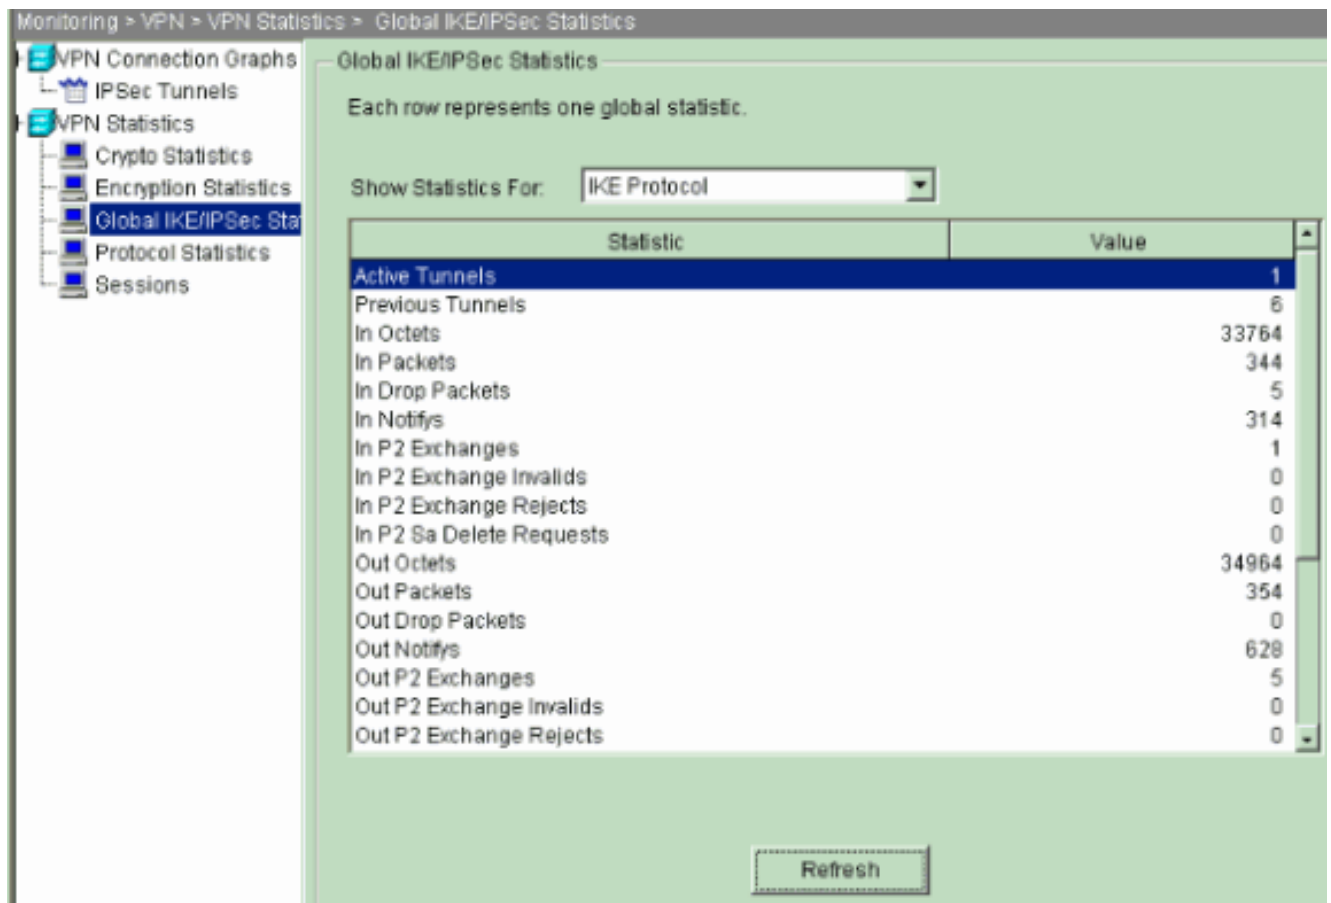 Monitoring > VPN > VPN Statistics > Global IKE/IPSec Statistics
VPN Connection Graphs
IPSec Tunnels
VPN Statistics
Crypto Statistics
Encryption Statistics
Global IKE/IPSec Sta
Protocol Statistics
Sessions
Global IKE/IPSec Statistics
Each row represents one global statistic.
Show Statistics For: IKE Protocol
Statistic Value
Active Tunnels 1
Previous Tunnels 6
In Octets 33764
In Packets 344
In Drop Packets 5
In Notifys 314
In P2 Exchanges 1
In P2 Exchange Invalids 0
In P2 Exchange Rejects 0
In P2 Sa Delete Requests 0
Out Octets 34964
Out Packets 354
Out Drop Packets 0
Out Notifys 628
Out P2 Exchanges 5
Out P2 Exchange Invalids 0
Out P2 Exchange Rejects 0
Refresh